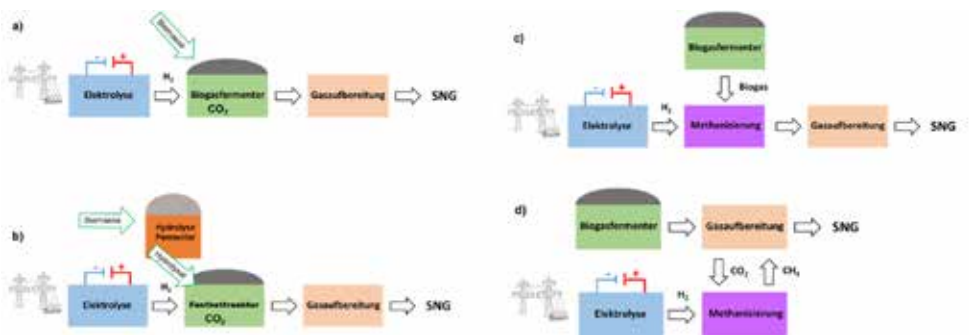 a)
Biomasse
Elektrolyse
H2
Biogasfermenter
CO2
Gasaufbereitung
SNG
b)
Biomasse
Hydrolyse
Fermenter
Hydrolysat
Elektrolyse
H2
Festbettreaktor
CO2
Gasaufbereitung
SNG
c)
Biogasfermenter
Biogas
Elektrolyse
H2
Methanisierung
Gasaufbereitung
SNG
d)
Biogasfermenter
Gasaufbereitung
SNG
CO2
CH4
Elektrolyse
H2
Methanisierung